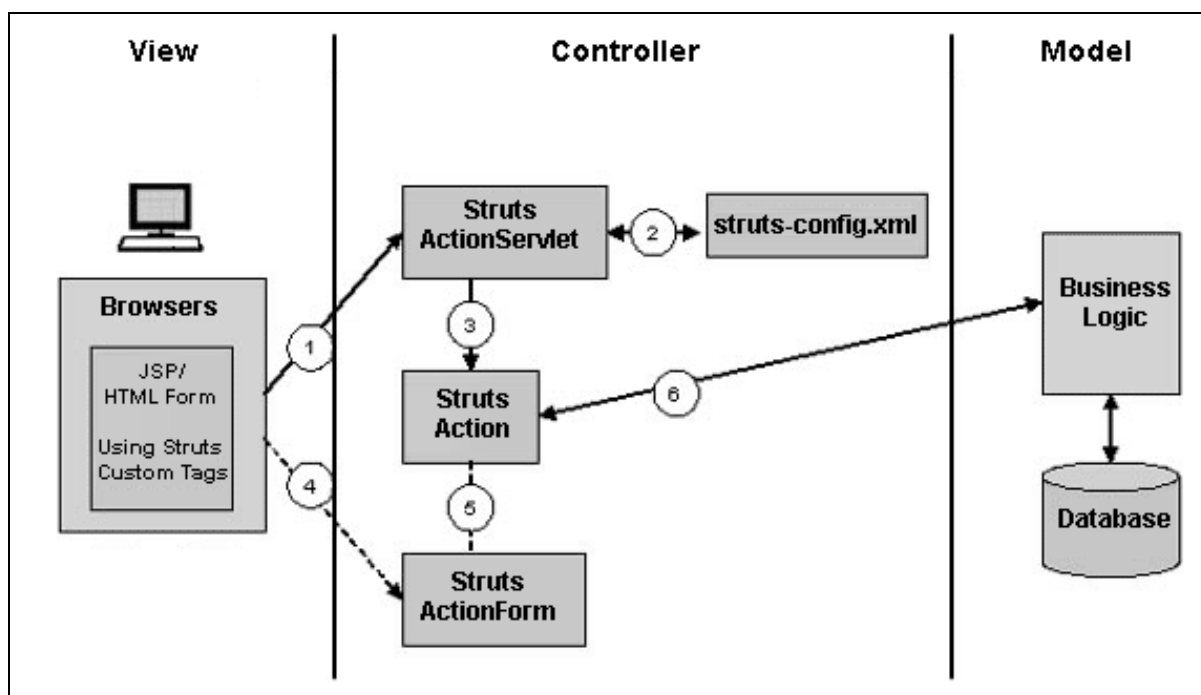 View
Controller
Model
Struts
ActionServlet
2
struts-config.xml
Browsers
JSP/
HTML Form
Using Struts
Custom Tags
1
3
Struts
Action
6
Business
Logic
4
5
Struts
ActionForm
Database